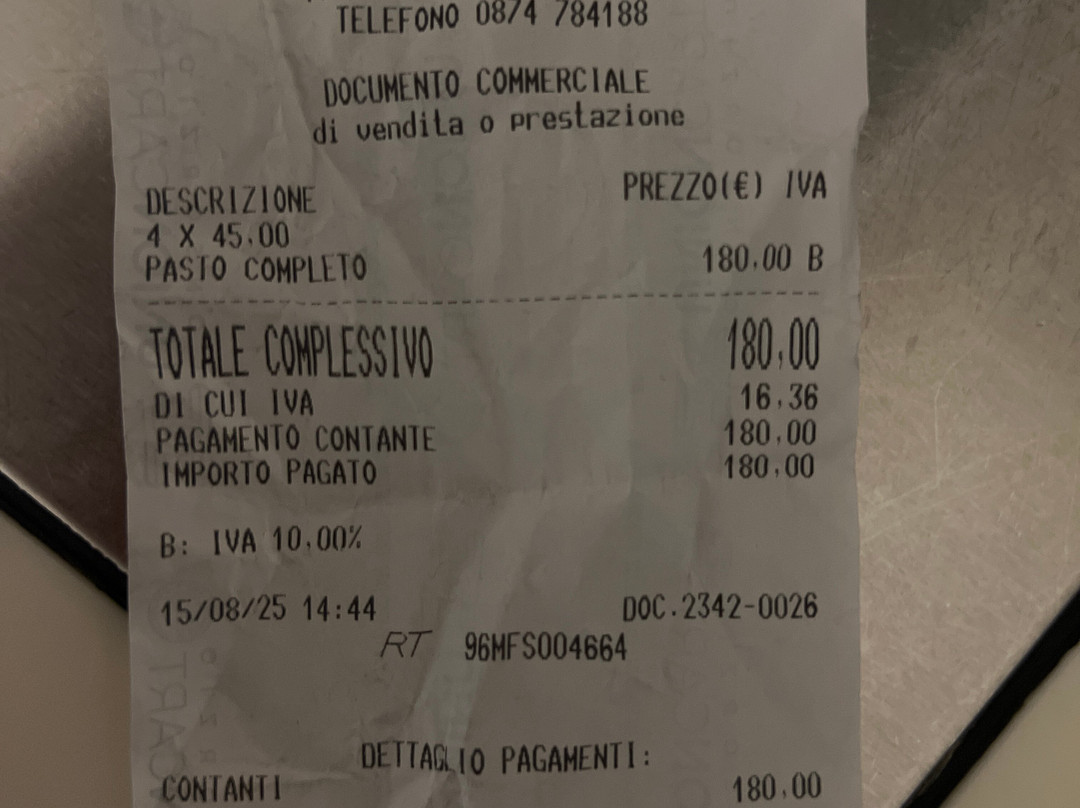 TELEFONO 0874 784188
DOCUMENTO COMMERCIALE
di vendita o prestazione
DESCRIZIONE PREZZO(€) IVA
4 X 45,00
PASTO COMPLETO 180,00 B
TOTALE COMPLESSIVO 180,00
DI CUI IVA 16,36
PAGAMENTO CONTANTE 180,00
IMPORTO PAGATO 180,00
B: IVA 10,00%
15/08/25 14:44 DOC.2342-0026
RT 96MFS004664
DETTAGLIO PAGAMENTI:
CONTANTI 180,00